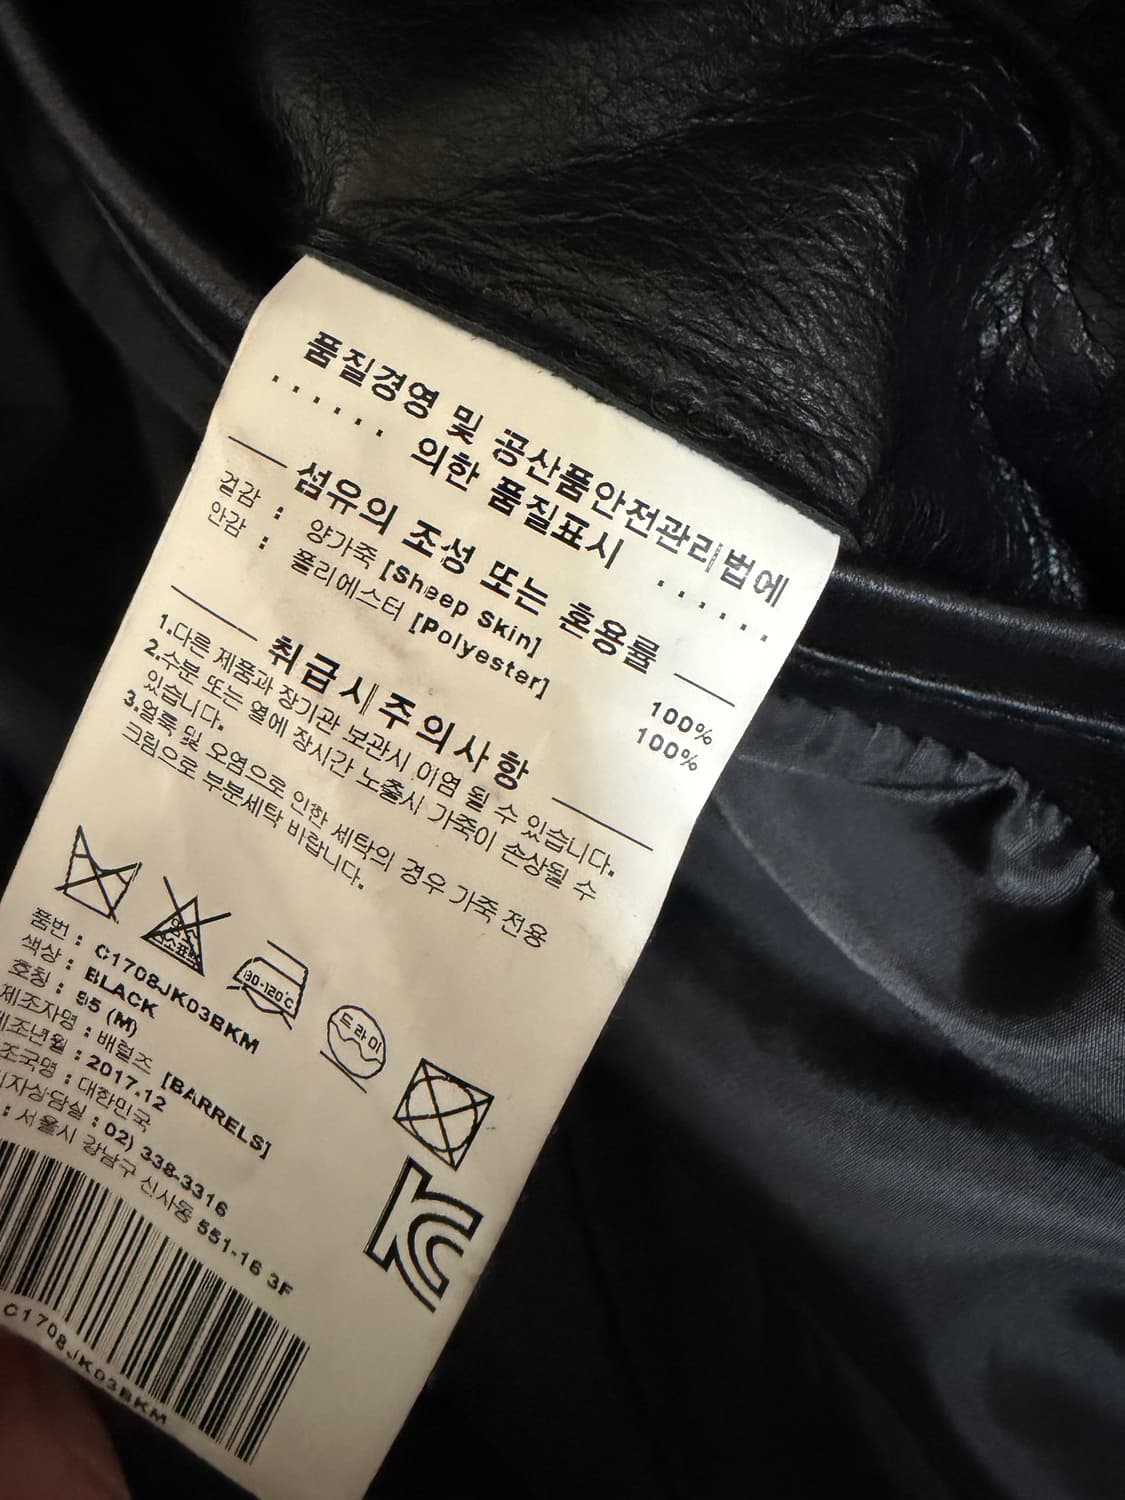 품질경영 및 공산품안전관리법에
······ 의한 품질표시 ······
섬유의 조성 또는 혼용률
겉감 : 양가죽 [Sheep Skin] 100%
안감 : 폴리에스터 [Polyester] 100%
취급시주의사항
1.다른 제품과 장기관 보관시 이염 될 수 있습니다.
2.수분 또는 열에 장시간 노출시 가죽이 손상될 수
있습니다.
3.얼룩 및 오염으로 인한 세탁의 경우 가죽 전용
크림으로 부분세탁 바랍니다.
염소표백
80-120℃
드라이
품번 : C1708JK03BKM
색상 : BLACK
호칭 : 95 (M)
제조자명 : 배럴즈 [BARRELS]
제조년월 : 2017.12
조국명 : 대한민국
자상담실 : 02) 338-3316
: 서울시 강남구 신사동 551-16 3F
KC
C1708JK03BKM